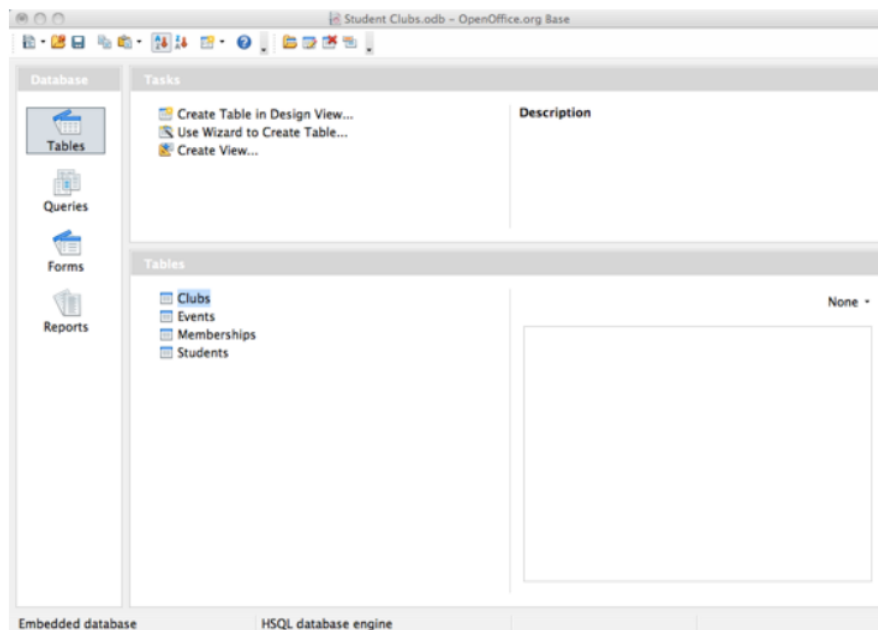 Student Clubs.odb - OpenOffice.org Base
Database
Tasks
Tables
Queries
Forms
Reports
Create Table in Design View...
Use Wizard to Create Table...
Create View...
Description
Tables
Clubs
Events
Memberships
Students
None
Embedded database
HSQL database engine